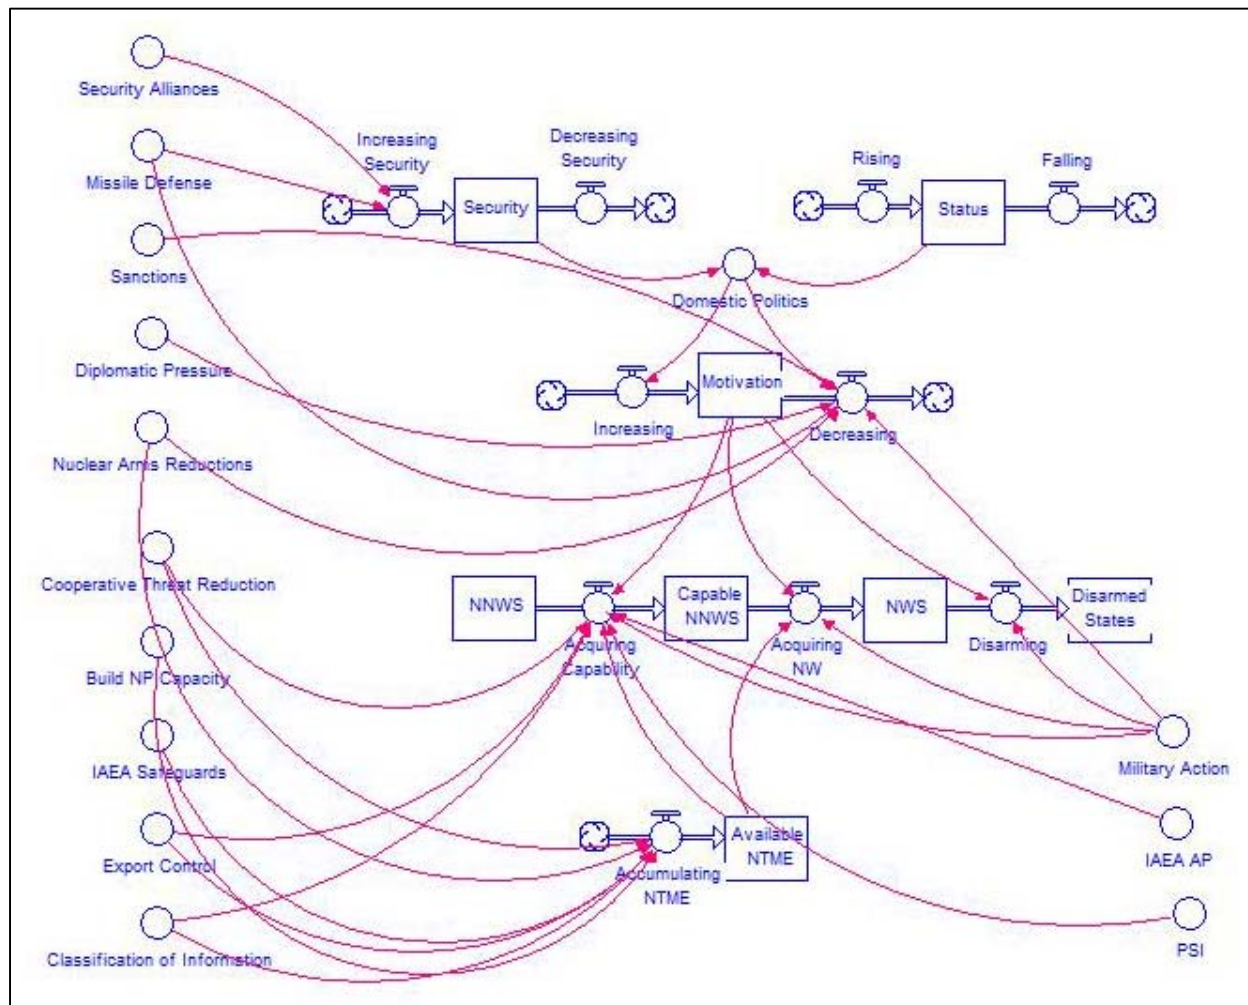 Security Alliances
Increasing
Security
Decreasing
Security
Missile Defense
Rising
Falling
Security
Status
Sanctions
Domestic Politics
Diplomatic Pressure
Motivation
Increasing
Decreasing
Nuclear Arms Reductions
Cooperative Threat Reduction
NNWS
Capable
NNWS
NWS
Disarmed
States
Acquiring
Capability
Acquiring
NW
Disarming
Build NP Capacity
IAEA Safeguards
Military Action
Export Control
Accumulating
NTME
Available
NTME
IAEA AP
Classification of Information
PSI